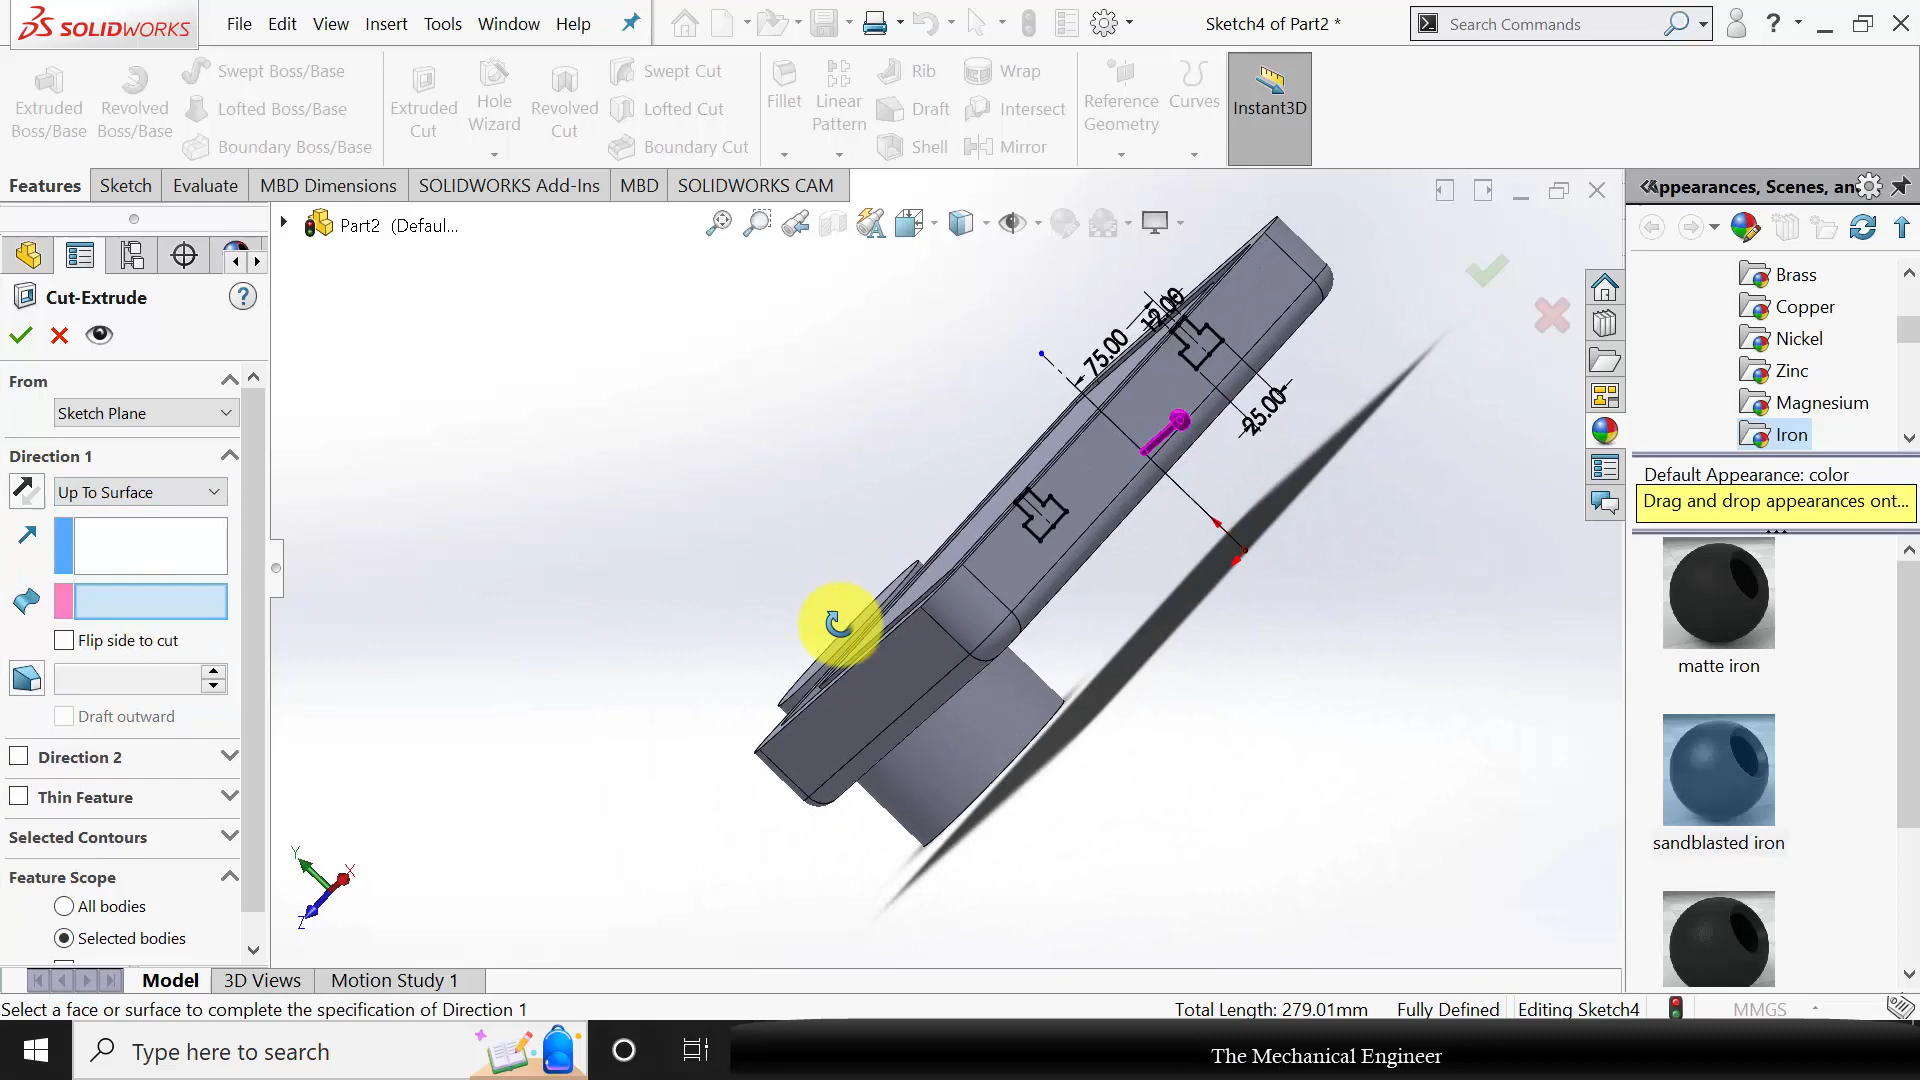 SOLIDWORKS
File Edit View Insert Tools Window Help
Sketch4 of Part2 *
Search Commands
?
Extruded Boss/Base
Revolved Boss/Base
Swept Boss/Base
Lofted Boss/Base
Boundary Boss/Base
Extruded Cut
Hole Wizard
Revolved Cut
Swept Cut
Lofted Cut
Boundary Cut
Fillet
Linear Pattern
Rib
Draft
Shell
Wrap
Intersect
Mirror
Reference Geometry
Curves
Instant3D
Features Sketch Evaluate MBD Dimensions SOLIDWORKS Add-Ins MBD SOLIDWORKS CAM
Part2 (Defaul...
Cut-Extrude
?
From
Sketch Plane
Direction 1
Up To Surface
Flip side to cut
Draft outward
Direction 2
Thin Feature
Selected Contours
Feature Scope
All bodies
Selected bodies
75.00
12.00
25.00
Y
X
Z
Appearances, Scenes, an
Brass
Copper
Nickel
Zinc
Magnesium
Iron
Default Appearance: color
Drag and drop appearances ont...
matte iron
sandblasted iron
Model 3D Views Motion Study 1
Select a face or surface to complete the specification of Direction 1
Total Length: 279.01mm Fully Defined Editing Sketch4 MMGS
Type here to search
The Mechanical Engineer